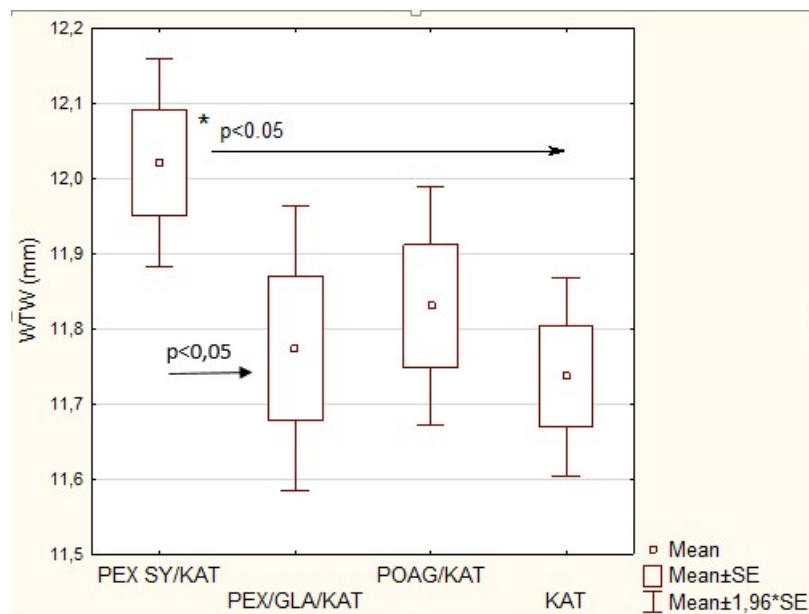 12,2
12,1
12,0
11,9
11,8
11,7
11,6
11,5
WTW (mm)
* p<0.05
p<0,05
PEX SY/KAT
PEX/GLA/KAT
POAG/KAT
KAT
Mean
Mean±SE
Mean±1,96*SE